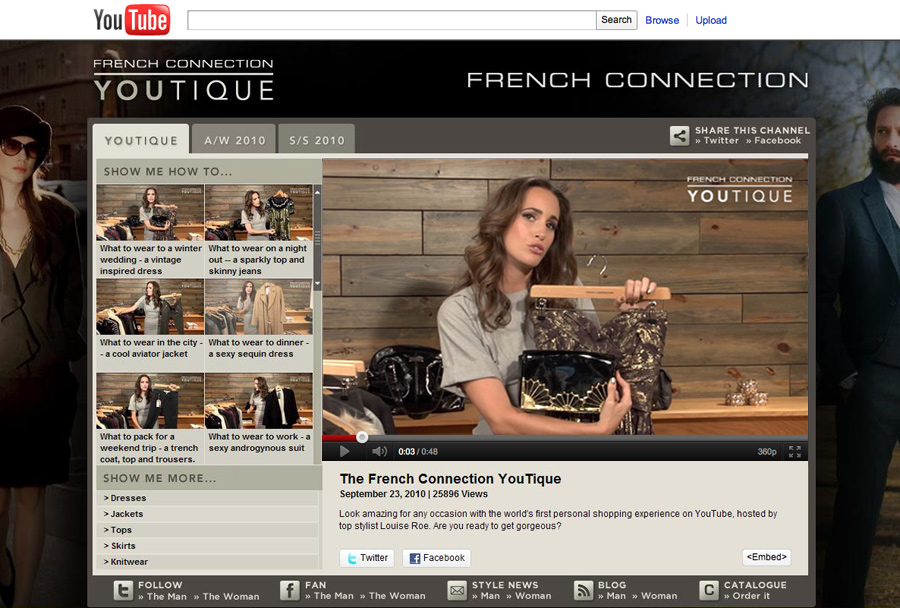 YouTube
Search
Browse
Upload
FRENCH CONNECTION
YOUTIQUE
FRENCH CONNECTION
YOUTIQUE
A/W 2010
S/S 2010
SHARE THIS CHANNEL
» Twitter » Facebook
SHOW ME HOW TO...
What to wear to a winter
wedding - a vintage
inspired dress
What to wear on a night
out -- a sparkly top and
skinny jeans
What to wear in the city -
- a cool aviator jacket
What to wear to dinner -
a sexy sequin dress
What to pack for a
weekend trip - a trench
coat, top and trousers.
What to wear to work - a
sexy androgynous suit
SHOW ME MORE...
> Dresses
> Jackets
> Tops
> Skirts
> Knitwear
FRENCH CONNECTION
YOUTIQUE
0:03 / 0:48
360p
The French Connection YouTique
September 23, 2010 | 25896 Views
Look amazing for any occasion with the world's first personal shopping experience on YouTube, hosted by
top stylist Louise Roe. Are you ready to get gorgeous?
Twitter
Facebook
<Embed>
FOLLOW
» The Man » The Woman
FAN
» The Man » The Woman
STYLE NEWS
» Man » Woman
BLOG
» Man » Woman
CATALOGUE
» Order it